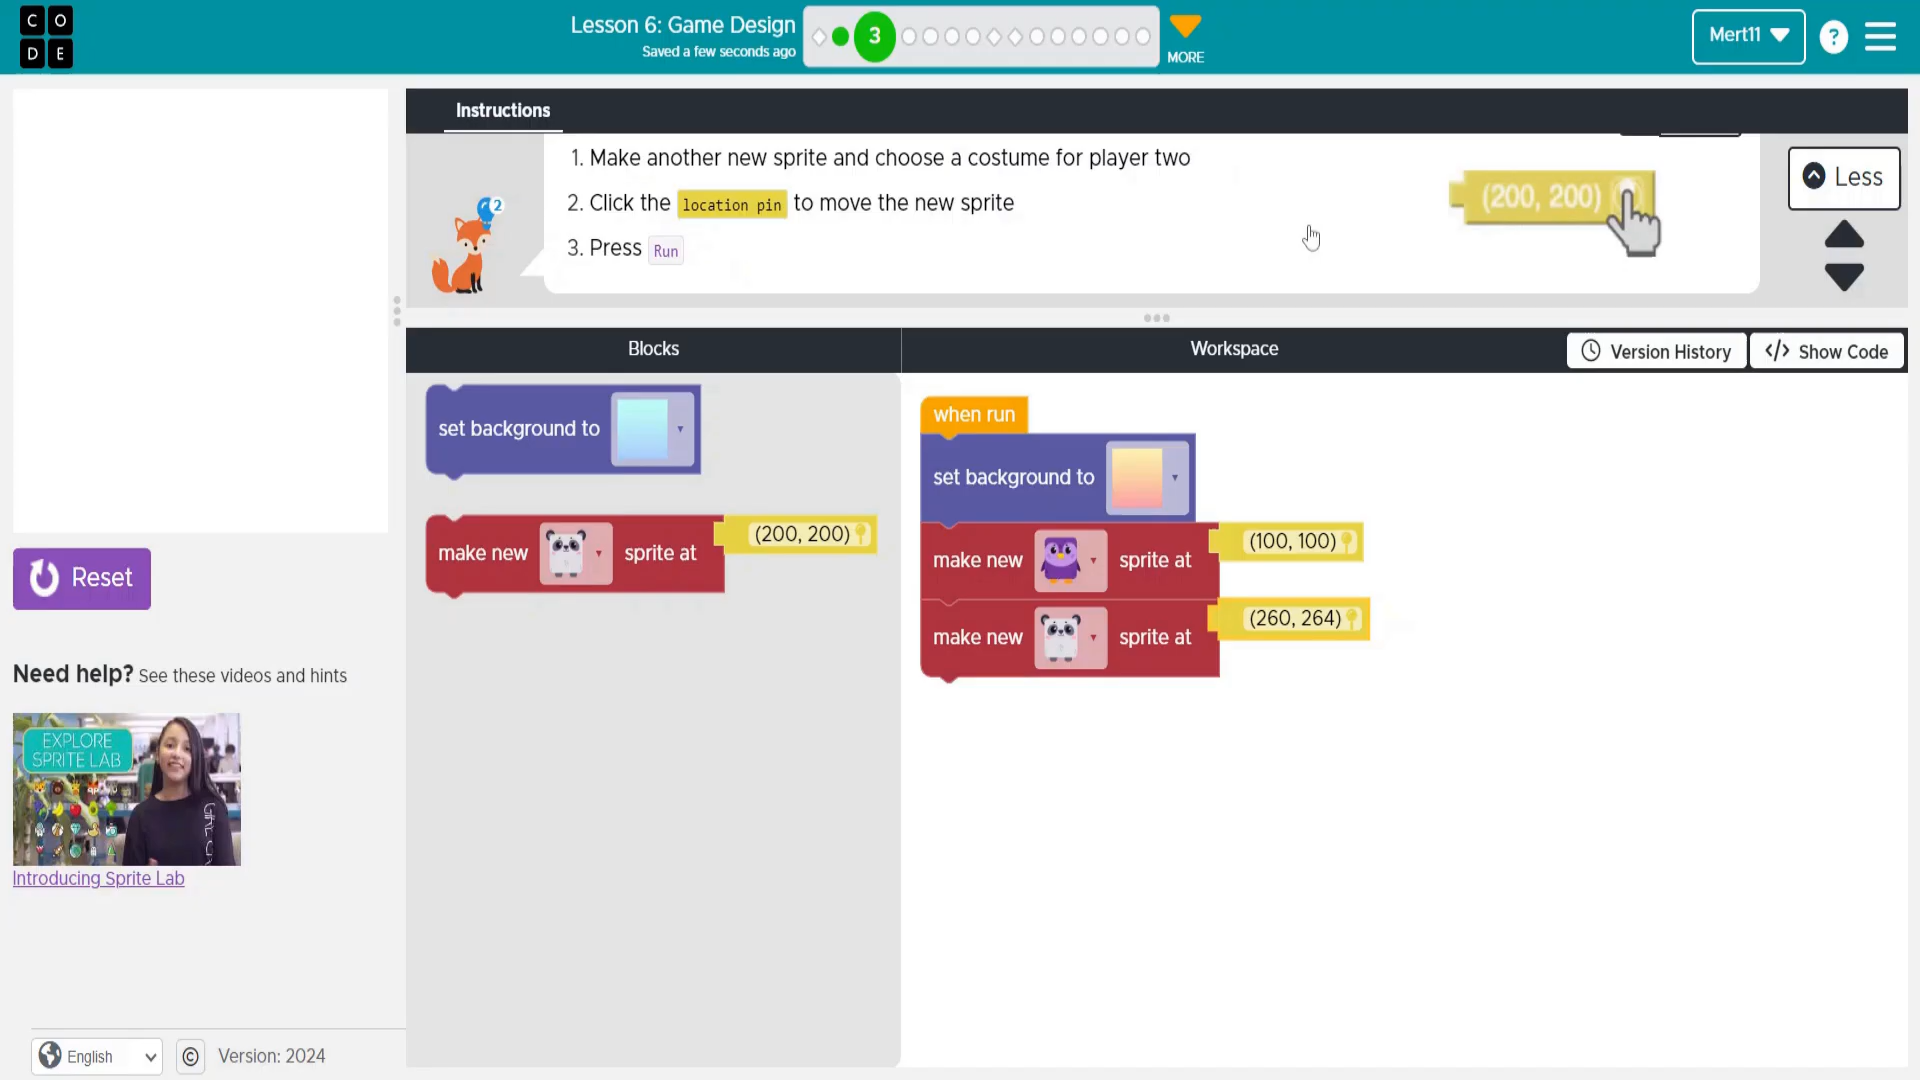 C O
D E
Lesson 6: Game Design
Saved a few seconds ago
3
MORE
Mert11
?
Instructions
1. Make another new sprite and choose a costume for player two
2. Click the location pin to move the new sprite
3. Press Run
2
(200, 200)
Less
Blocks
Workspace
Version History
Show Code
set background to
make new sprite at (200, 200)
when run
set background to
make new sprite at (100, 100)
make new sprite at (260, 264)
Reset
Need help? See these videos and hints
EXPLORE
SPRITE LAB
Introducing Sprite Lab
English
©
Version: 2024